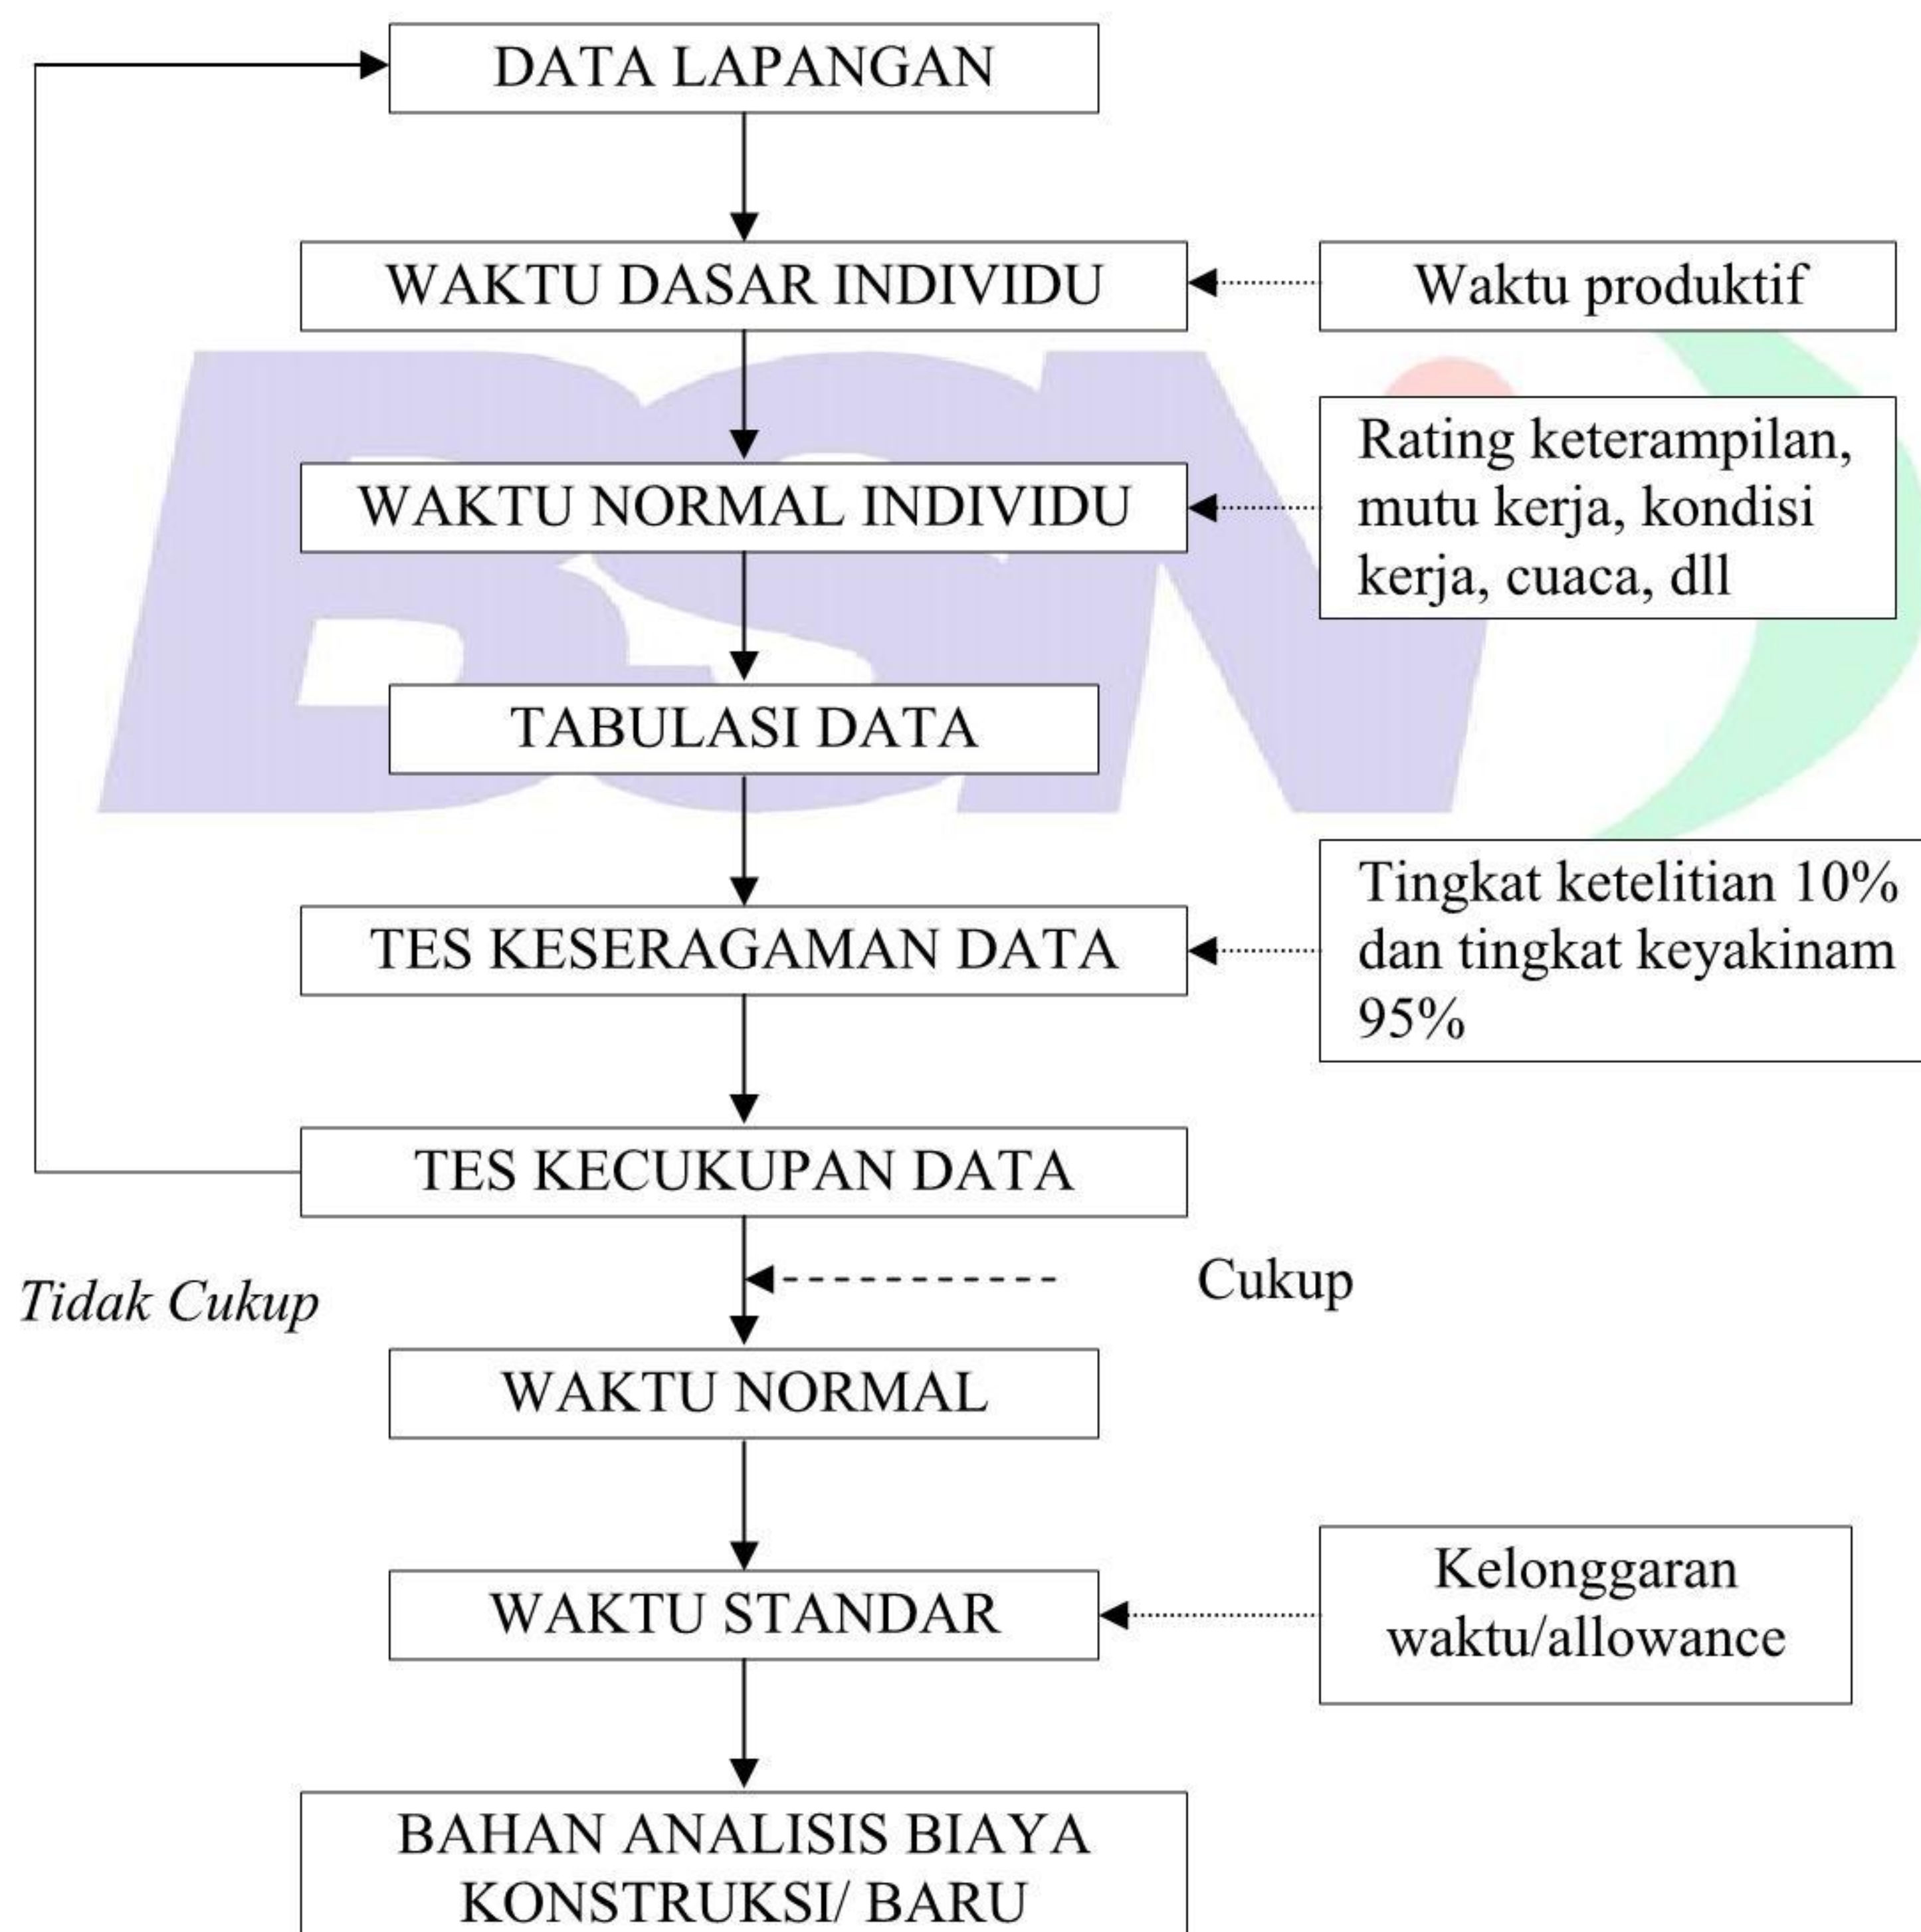 DATA LAPANGAN
WAKTU DASAR INDIVIDU
Waktu produktif
WAKTU NORMAL INDIVIDU
Rating keterampilan,
mutu kerja, kondisi
kerja, cuaca, dll
TABULASI DATA
TES KESERAGAMAN DATA
Tingkat ketelitian 10%
dan tingkat keyakinam
95%
TES KECUKUPAN DATA
Tidak Cukup
Cukup
WAKTU NORMAL
WAKTU STANDAR
Kelonggaran
waktu/allowance
BAHAN ANALISIS BIAYA
KONSTRUKSI/ BARU
BSN